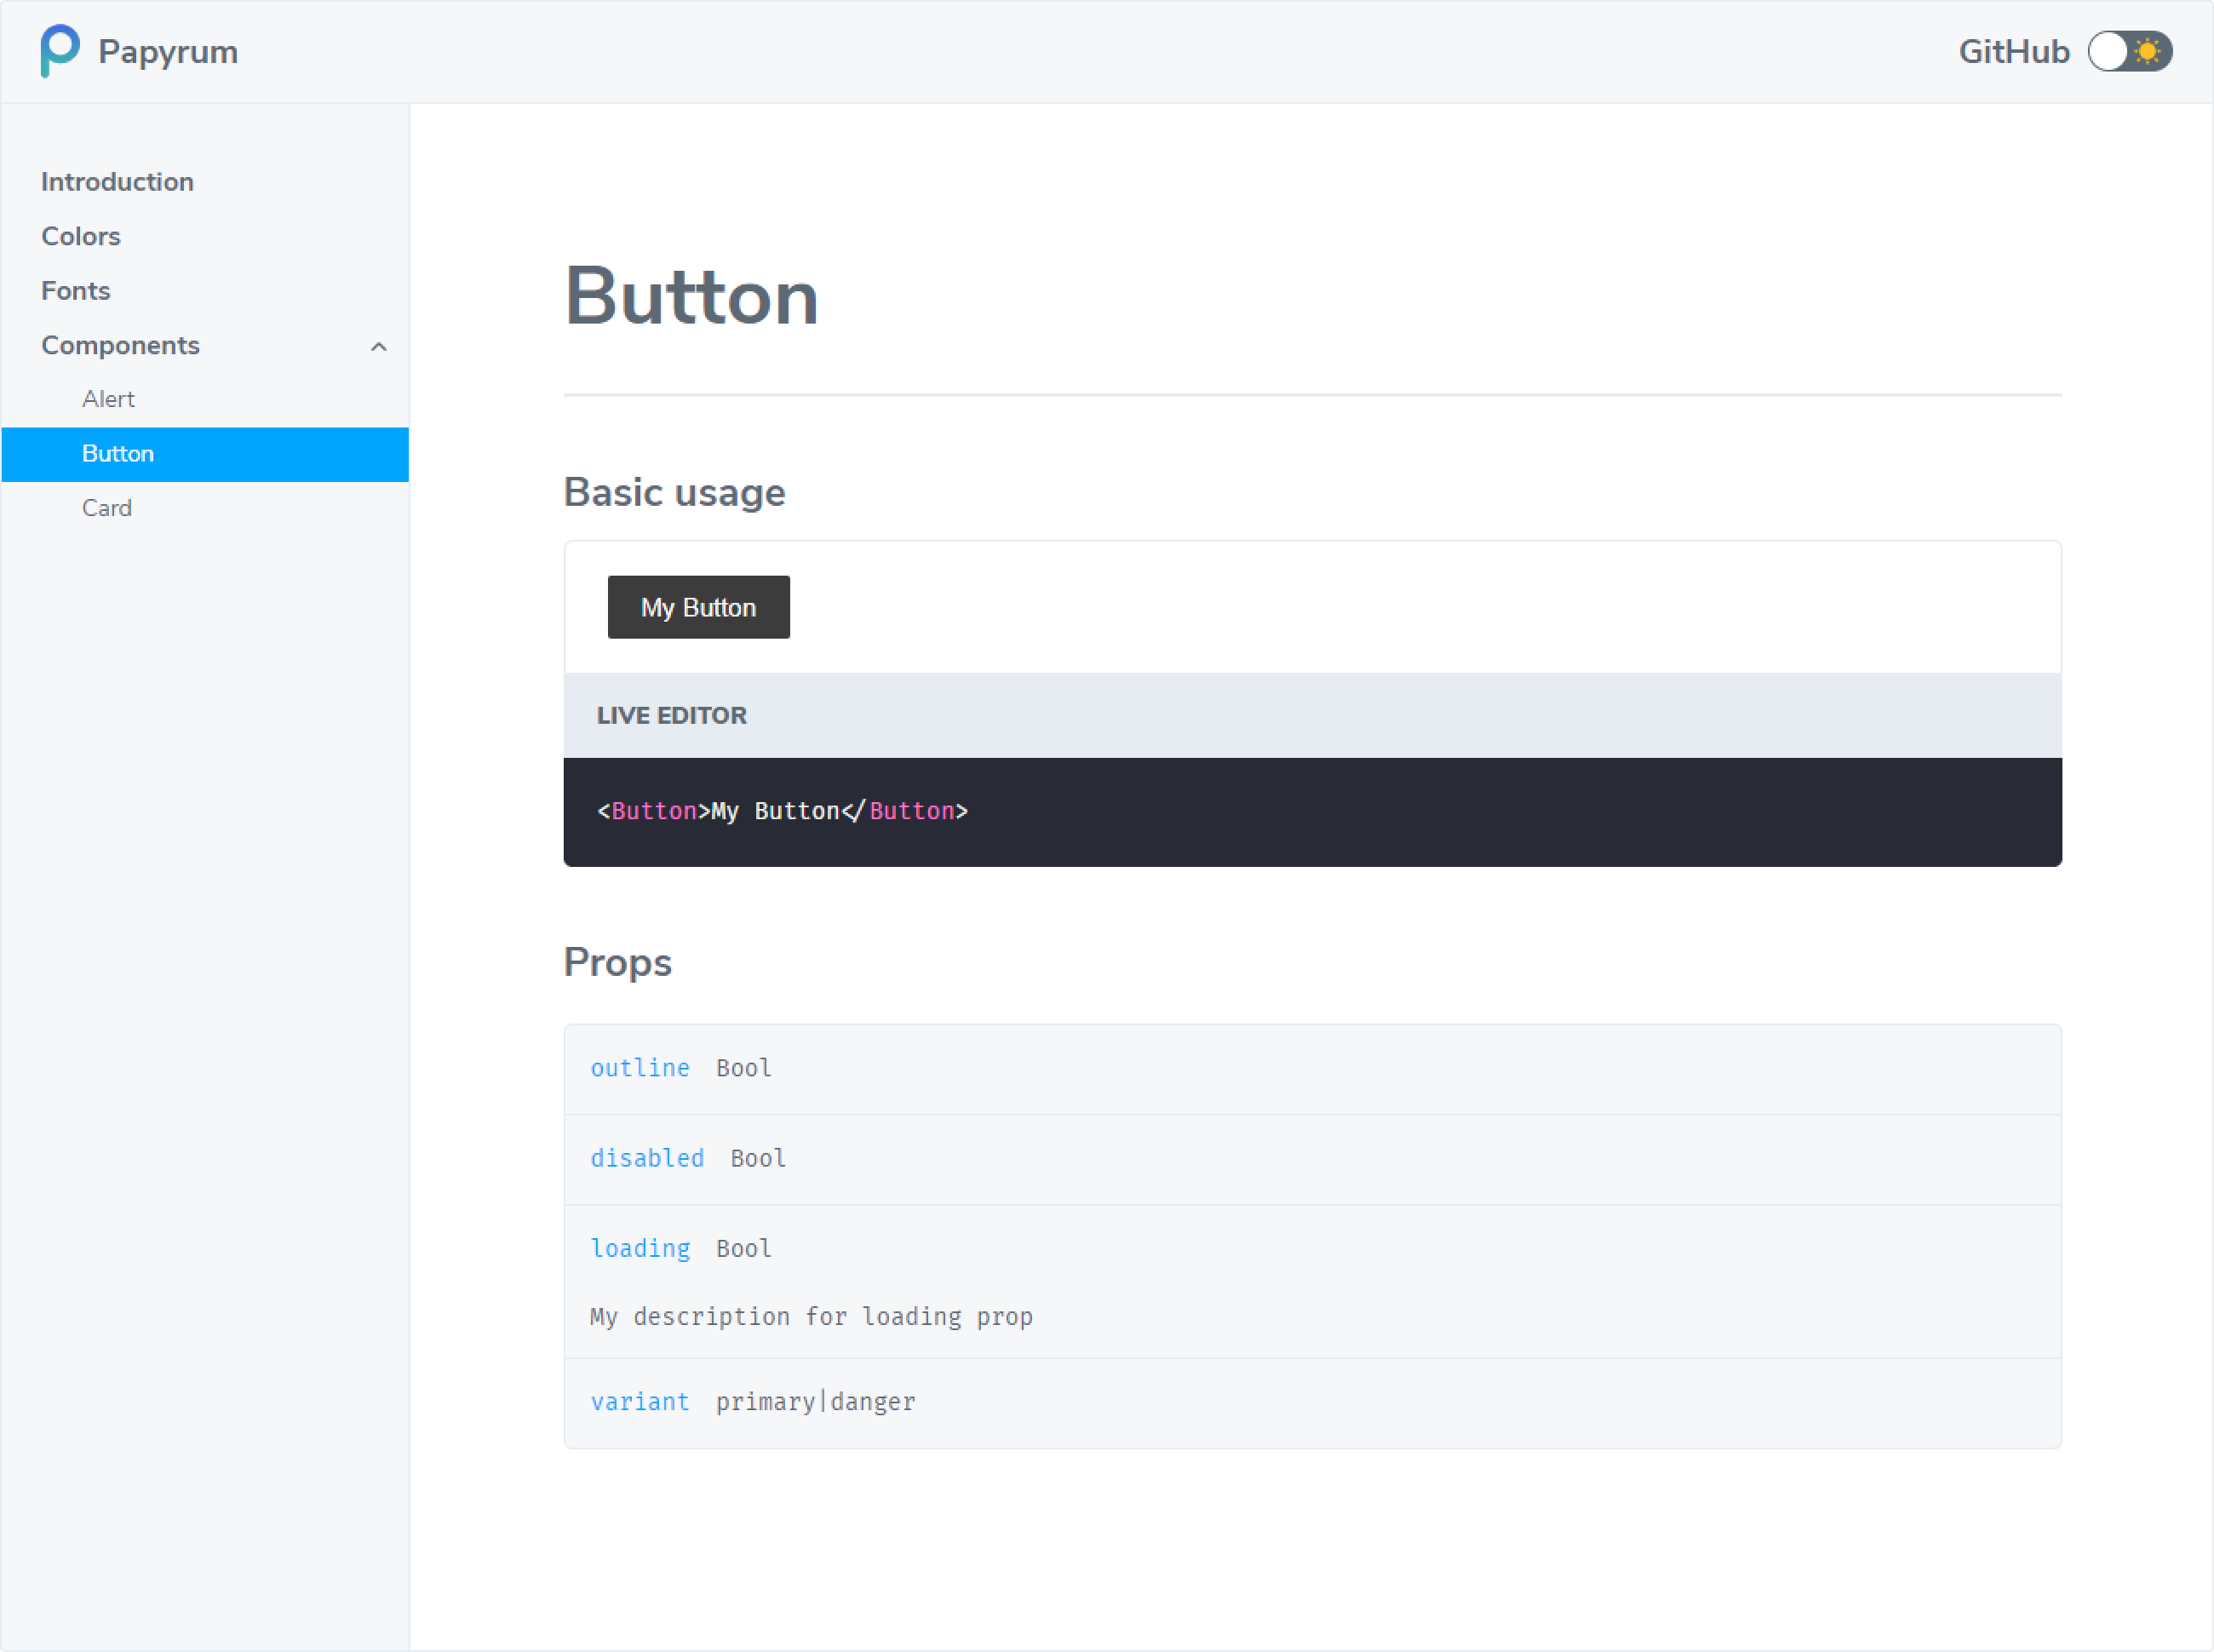 Papyrum
GitHub
Introduction
Colors
Fonts
Components
Alert
Button
Card
Button
Basic usage
My Button
LIVE EDITOR
<Button>My Button</Button>
Props
outline Bool
disabled Bool
loading Bool
My description for loading prop
variant primary|danger